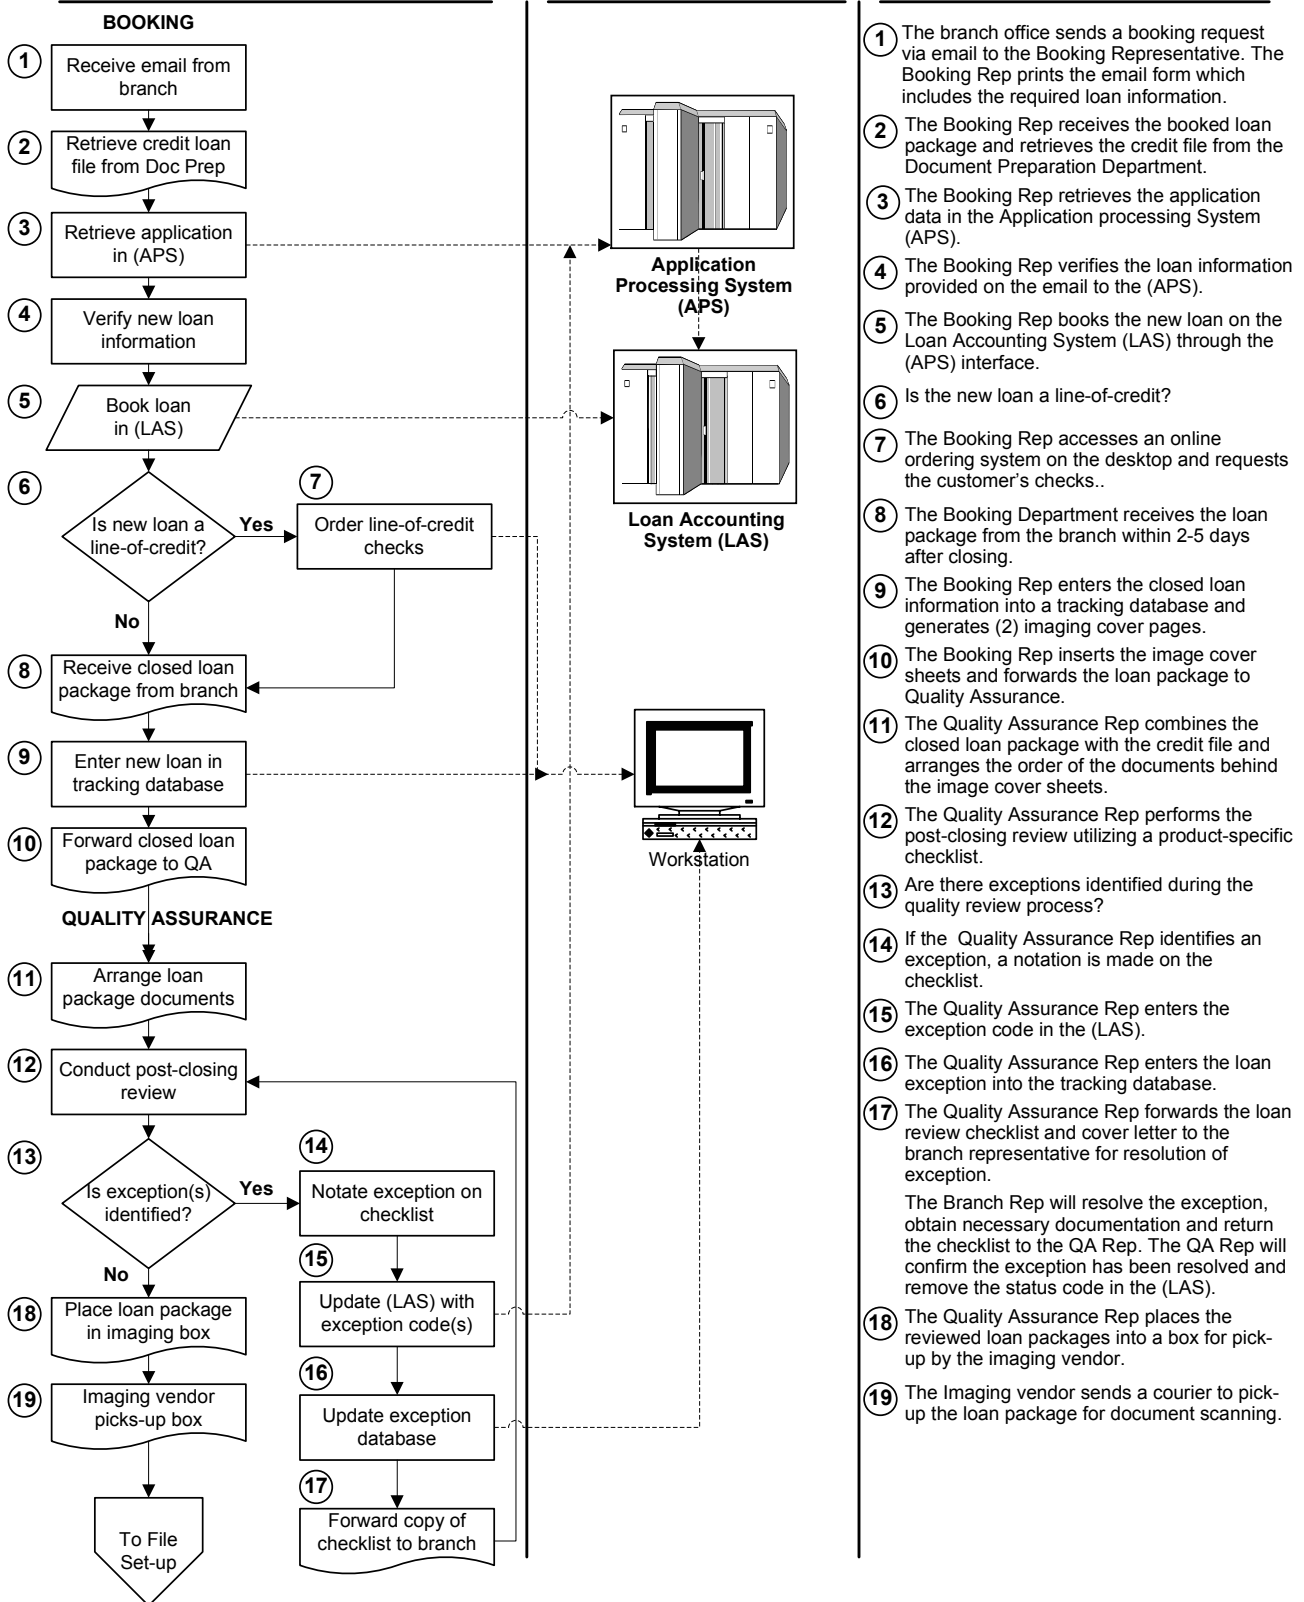 BOOKING
1
Receive email from
branch
2
Retrieve credit loan
file from Doc Prep
3
Retrieve application
in (APS)
4
Verify new loan
information
5
Book loan
in (LAS)
6
Is new loan a
line-of-credit?
Yes
No
7
Order line-of-credit
checks
8
Receive closed loan
package from branch
9
Enter new loan in
tracking database
10
Forward closed loan
package to QA
QUALITY ASSURANCE
11
Arrange loan
package documents
12
Conduct post-closing
review
13
Is exception(s)
identified?
Yes
No
14
Notate exception on
checklist
15
Update (LAS) with
exception code(s)
16
Update exception
database
17
Forward copy of
checklist to branch
18
Place loan package
in imaging box
19
Imaging vendor
picks-up box
To File
Set-up
Application
Processing System
(APS)
Loan Accounting
System (LAS)
Workstation
1 The branch office sends a booking request
via email to the Booking Representative. The
Booking Rep prints the email form which
includes the required loan information.
2 The Booking Rep receives the booked loan
package and retrieves the credit file from the
Document Preparation Department.
3 The Booking Rep retrieves the application
data in the Application processing System
(APS).
4 The Booking Rep verifies the loan information
provided on the email to the (APS).
5 The Booking Rep books the new loan on the
Loan Accounting System (LAS) through the
(APS) interface.
6 Is the new loan a line-of-credit?
7 The Booking Rep accesses an online
ordering system on the desktop and requests
the customer's checks..
8 The Booking Department receives the loan
package from the branch within 2-5 days
after closing.
9 The Booking Rep enters the closed loan
information into a tracking database and
generates (2) imaging cover pages.
10 The Booking Rep inserts the image cover
sheets and forwards the loan package to
Quality Assurance.
11 The Quality Assurance Rep combines the
closed loan package with the credit file and
arranges the order of the documents behind
the image cover sheets.
12 The Quality Assurance Rep performs the
post-closing review utilizing a product-specific
checklist.
13 Are there exceptions identified during the
quality review process?
14 If the Quality Assurance Rep identifies an
exception, a notation is made on the
checklist.
15 The Quality Assurance Rep enters the
exception code in the (LAS).
16 The Quality Assurance Rep enters the loan
exception into the tracking database.
17 The Quality Assurance Rep forwards the loan
review checklist and cover letter to the
branch representative for resolution of
exception.
The Branch Rep will resolve the exception,
obtain necessary documentation and return
the checklist to the QA Rep. The QA Rep will
confirm the exception has been resolved and
remove the status code in the (LAS).
18 The Quality Assurance Rep places the
reviewed loan packages into a box for pick-
up by the imaging vendor.
19 The Imaging vendor sends a courier to pick-
up the loan package for document scanning.